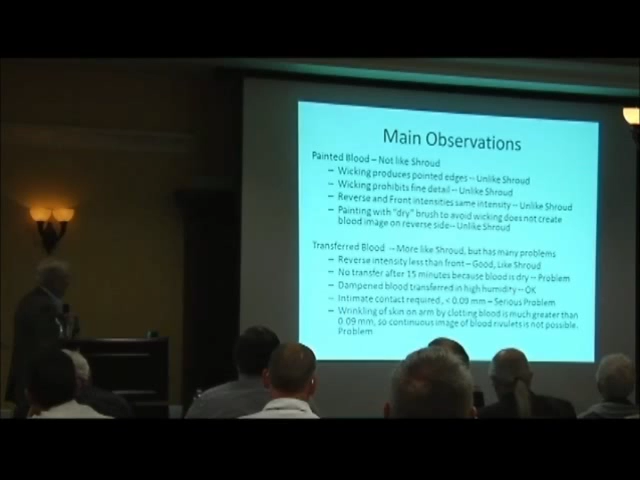 Main Observations
Painted Blood – Not like Shroud
– Wicking produces pointed edges – Unlike Shroud
– Wicking prohibits fine detail – Unlike Shroud
– Reverse and Front intensities same intensity – Unlike Shroud
– Painting with "dry" brush to avoid wicking does not create
blood image on reverse side– Unlike Shroud
Transferred Blood – More like Shroud, but has many problems
– Reverse intensity less than front – Good, Like Shroud
– No transfer after 15 minutes because blood is dry – Problem
– Dampened blood transferred in high humidity – OK
– Intimate contact required, < 0.09 mm – Serious Problem
– Wrinkling of skin on arm by clotting blood is much greater than
0.09 mm, so continuous image of blood rivulets is not possible.
Problem